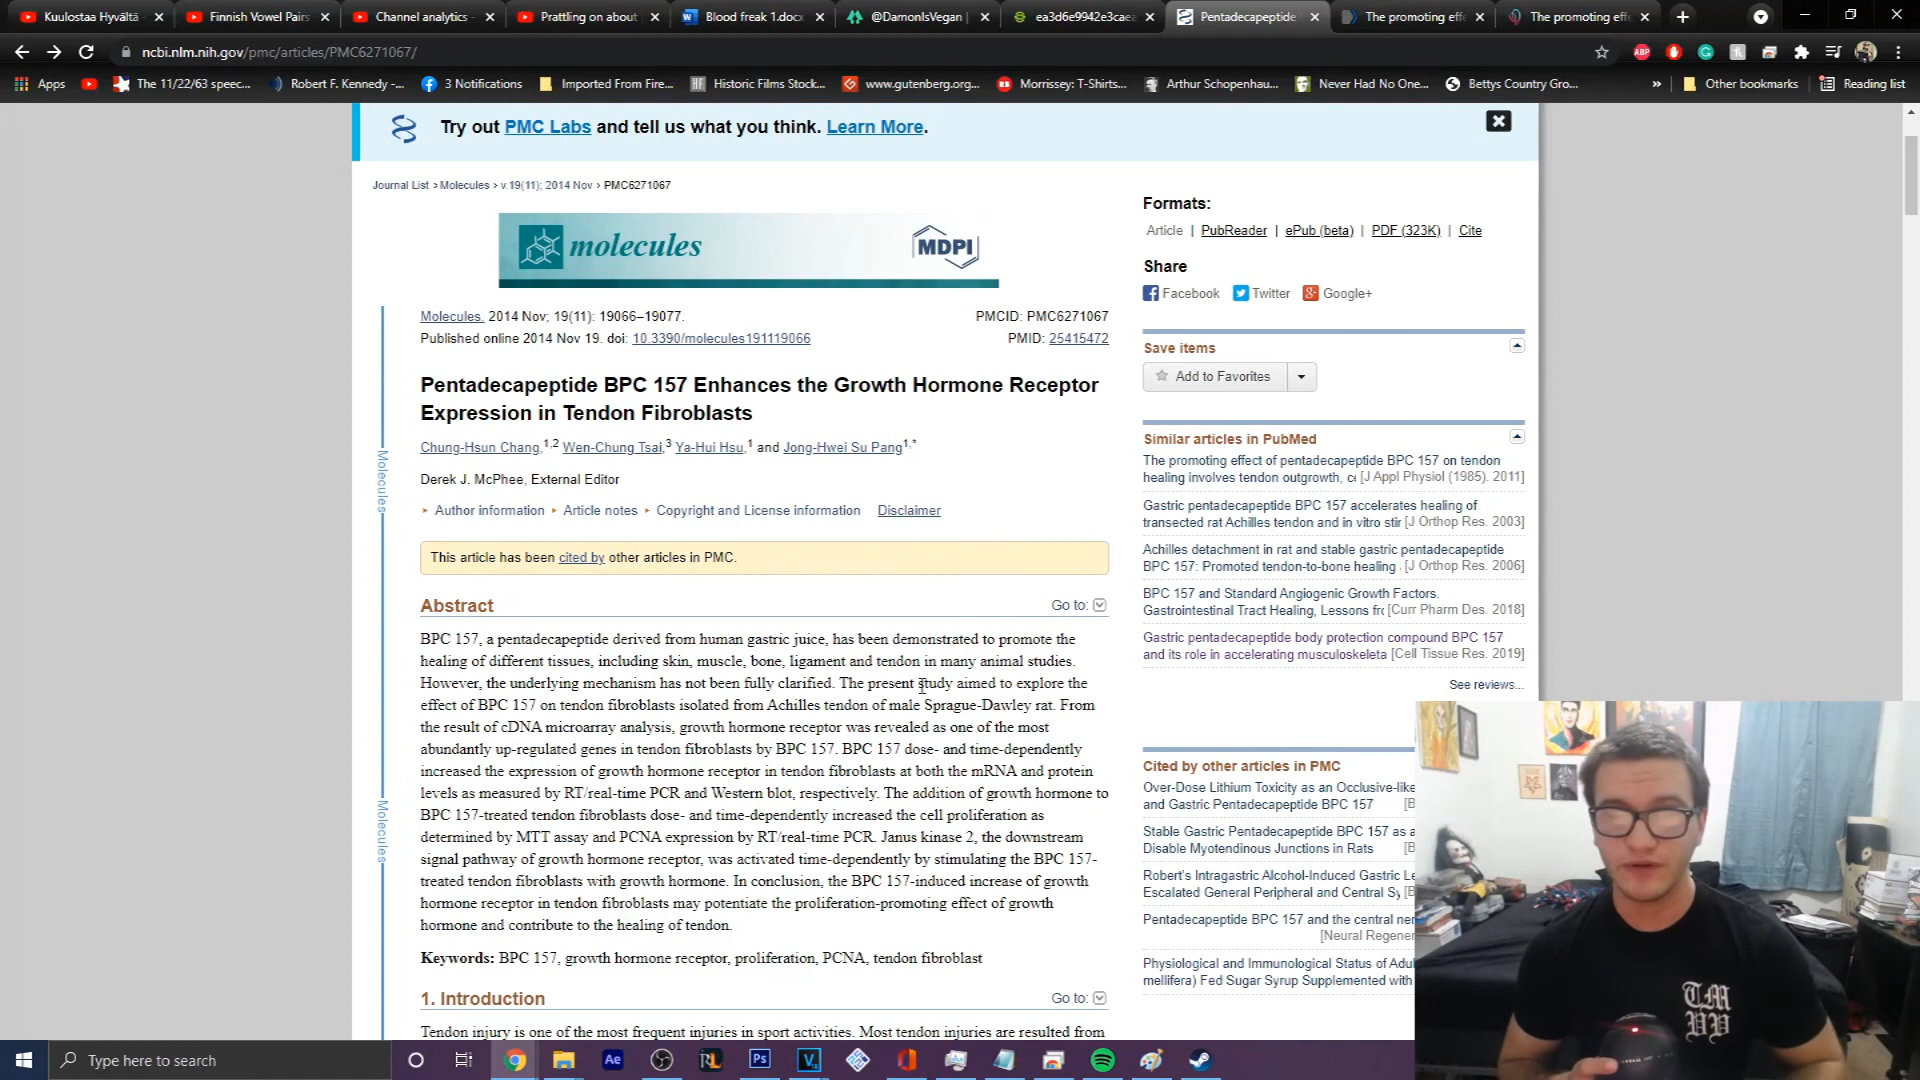 Kuulostaa Hyvältä
Finnish Vowel Pairs
Channel analytics
Prattling on about
Blood freak 1.docx
@DamonIsVegan |
ea3d6e9942e3caea
Pentadecapeptide
The promoting effe
The promoting effe
ncbi.nlm.nih.gov/pmc/articles/PMC6271067/
Apps
The 11/22/63 speec...
Robert F. Kennedy -...
3 Notifications
Imported From Fire...
Historic Films Stock...
www.gutenberg.org...
Morrissey: T-Shirts...
Arthur Schopenhau...
Never Had No One...
Bettys Country Gro...
»
Other bookmarks
Reading list
Try out PMC Labs and tell us what you think. Learn More.
Journal List > Molecules > v.19(11); 2014 Nov > PMC6271067
molecules
MDPI
Molecules. 2014 Nov; 19(11): 19066–19077.
PMCID: PMC6271067
Published online 2014 Nov 19. doi: 10.3390/molecules191119066
PMID: 25415472
Pentadecapeptide BPC 157 Enhances the Growth Hormone Receptor
Expression in Tendon Fibroblasts
Chung-Hsun Chang,1,2 Wen-Chung Tsai,3 Ya-Hui Hsu,1 and Jong-Hwei Su Pang1,*
Derek J. McPhee, External Editor
Author information
Article notes
Copyright and License information
Disclaimer
This article has been cited by other articles in PMC.
Abstract
Go to:
BPC 157, a pentadecapeptide derived from human gastric juice, has been demonstrated to promote the
healing of different tissues, including skin, muscle, bone, ligament and tendon in many animal studies.
However, the underlying mechanism has not been fully clarified. The present study aimed to explore the
effect of BPC 157 on tendon fibroblasts isolated from Achilles tendon of male Sprague-Dawley rat. From
the result of cDNA microarray analysis, growth hormone receptor was revealed as one of the most
abundantly up-regulated genes in tendon fibroblasts by BPC 157. BPC 157 dose- and time-dependently
increased the expression of growth hormone receptor in tendon fibroblasts at both the mRNA and protein
levels as measured by RT/real-time PCR and Western blot, respectively. The addition of growth hormone to
BPC 157-treated tendon fibroblasts dose- and time-dependently increased the cell proliferation as
determined by MTT assay and PCNA expression by RT/real-time PCR. Janus kinase 2, the downstream
signal pathway of growth hormone receptor, was activated time-dependently by stimulating the BPC 157-
treated tendon fibroblasts with growth hormone. In conclusion, the BPC 157-induced increase of growth
hormone receptor in tendon fibroblasts may potentiate the proliferation-promoting effect of growth
hormone and contribute to the healing of tendon.
Keywords: BPC 157, growth hormone receptor, proliferation, PCNA, tendon fibroblast
1. Introduction
Go to:
Tendon injury is one of the most frequent injuries in sport activities. Most tendon injuries are resulted from
Molecules
Molecules
Formats:
Article | PubReader | ePub (beta) | PDF (323K) | Cite
Share
Facebook
Twitter
Google+
Save items
Add to Favorites
Similar articles in PubMed
The promoting effect of pentadecapeptide BPC 157 on tendon
healing involves tendon outgrowth, ce [J Appl Physiol (1985). 2011]
Gastric pentadecapeptide BPC 157 accelerates healing of
transected rat Achilles tendon and in vitro stir [J Orthop Res. 2003]
Achilles detachment in rat and stable gastric pentadecapeptide
BPC 157: Promoted tendon-to-bone healing [J Orthop Res. 2006]
BPC 157 and Standard Angiogenic Growth Factors.
Gastrointestinal Tract Healing, Lessons frc [Curr Pharm Des. 2018]
Gastric pentadecapeptide body protection compound BPC 157
and its role in accelerating musculoskeleta [Cell Tissue Res. 2019]
See reviews...
Cited by other articles in PMC
Over-Dose Lithium Toxicity as an Occlusive-like
and Gastric Pentadecapeptide BPC 157
Stable Gastric Pentadecapeptide BPC 157 as a
Disable Myotendinous Junctions in Rats
Robert's Intragastric Alcohol-Induced Gastric Le
Escalated General Peripheral and Central Sy
Pentadecapeptide BPC 157 and the central ner
[Neural Regener
Physiological and Immunological Status of Adul
mellifera) Fed Sugar Syrup Supplemented with
TM
VV
Type here to search
Ae
Ps
V